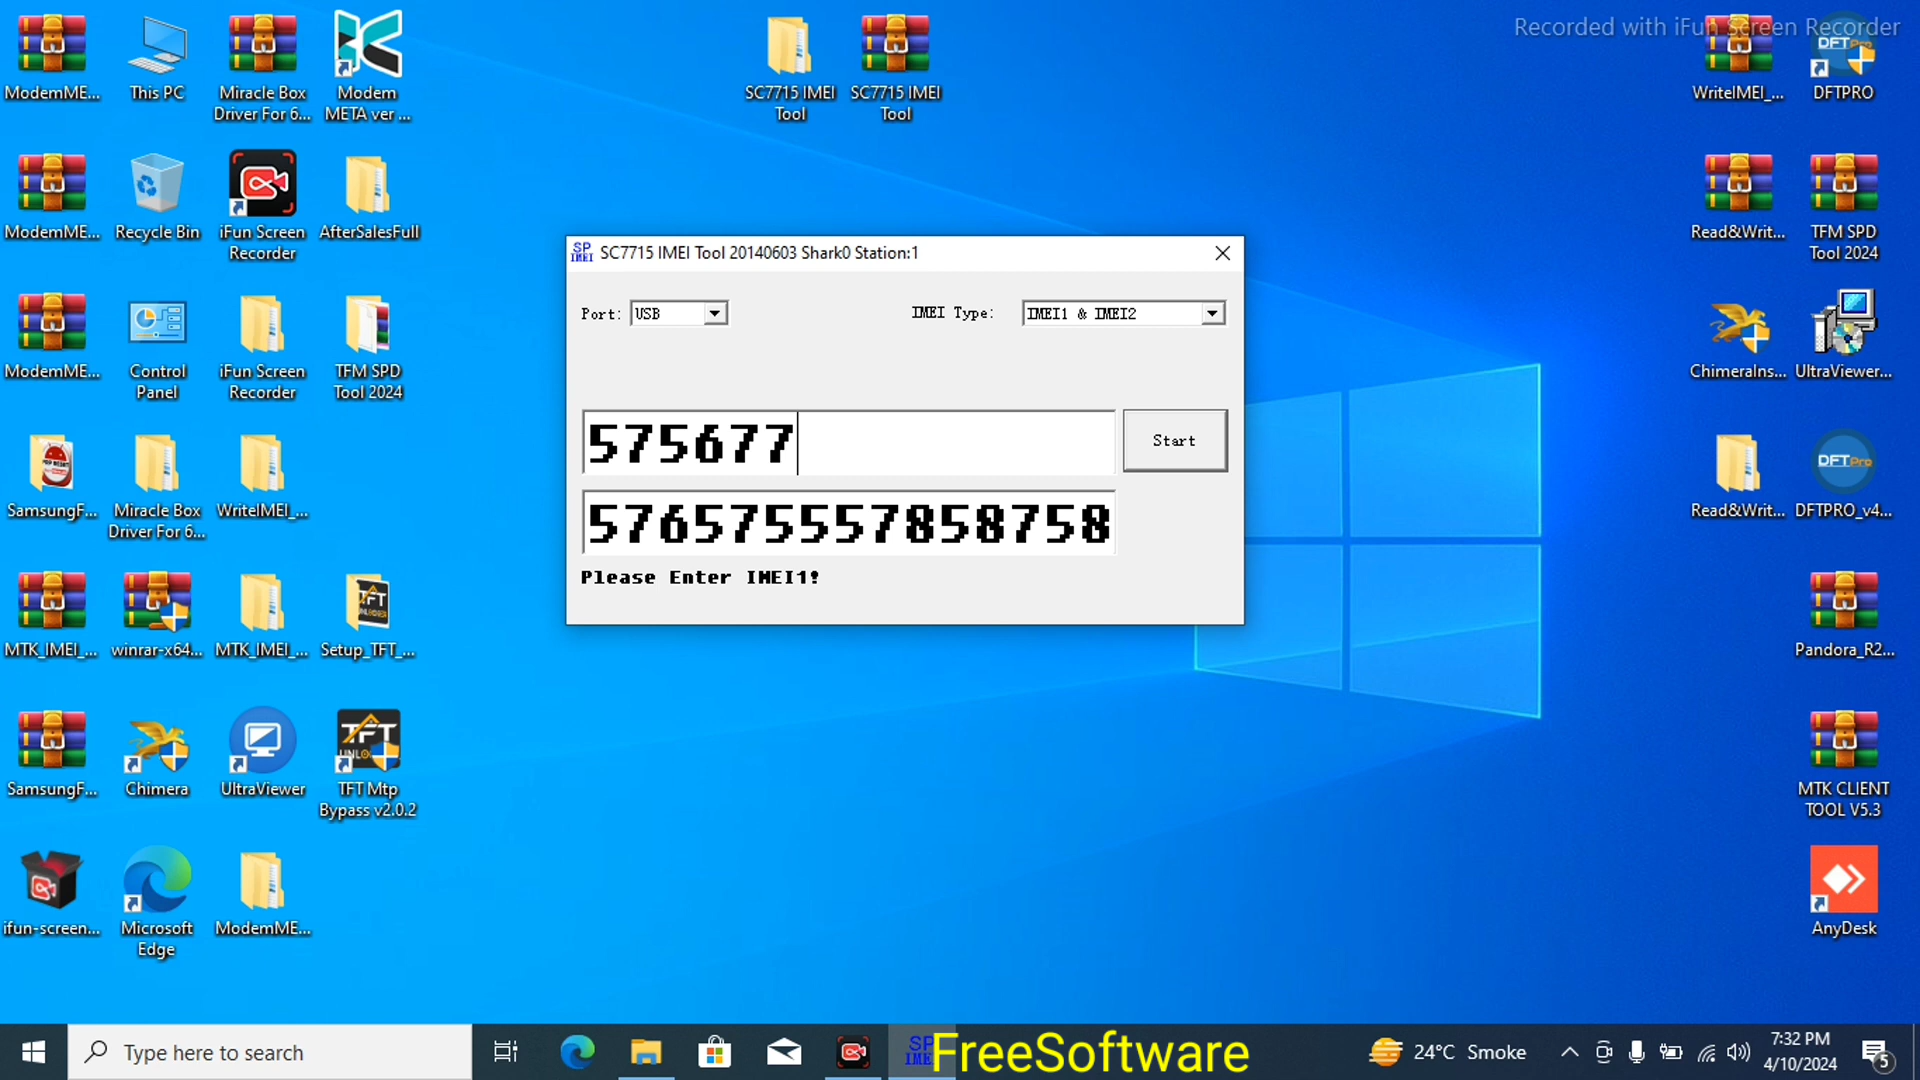 Recorded with iFun Screen Recorder
ModemME...
This PC
Miracle Box
Driver For 6...
Modem
META ver ...
SC7715 IMEI
Tool
SC7715 IMEI
Tool
WriteIMEI_...
DFTPRO
ModemME...
Recycle Bin
iFun Screen
Recorder
AfterSalesFull
Read&Writ...
TFM SPD
Tool 2024
SP
IMEI
SC7715 IMEI Tool 20140603 Shark0 Station:1
Port:
USB
IMEI Type:
IMEI1 & IMEI2
575677
Start
576575557858758
Please Enter IMEI1!
ModemME...
Control
Panel
iFun Screen
Recorder
TFM SPD
Tool 2024
ChimeraIns...
UltraViewer...
SamsungF...
Miracle Box
Driver For 6...
WriteIMEI_...
Read&Writ...
DFTPro
DFTPRO_v4...
MTK_IMEI_...
winrar-x64...
MTK_IMEI_...
Setup_TFT_...
Pandora_R2...
SamsungF...
Chimera
UltraViewer
TFT
TFT Mtp
Bypass v2.0.2
MTK CLIENT
TOOL V5.3
ifun-screen...
Microsoft
Edge
ModemME...
AnyDesk
Type here to search
FreeSoftware
24°C Smoke
7:32 PM
4/10/2024
5